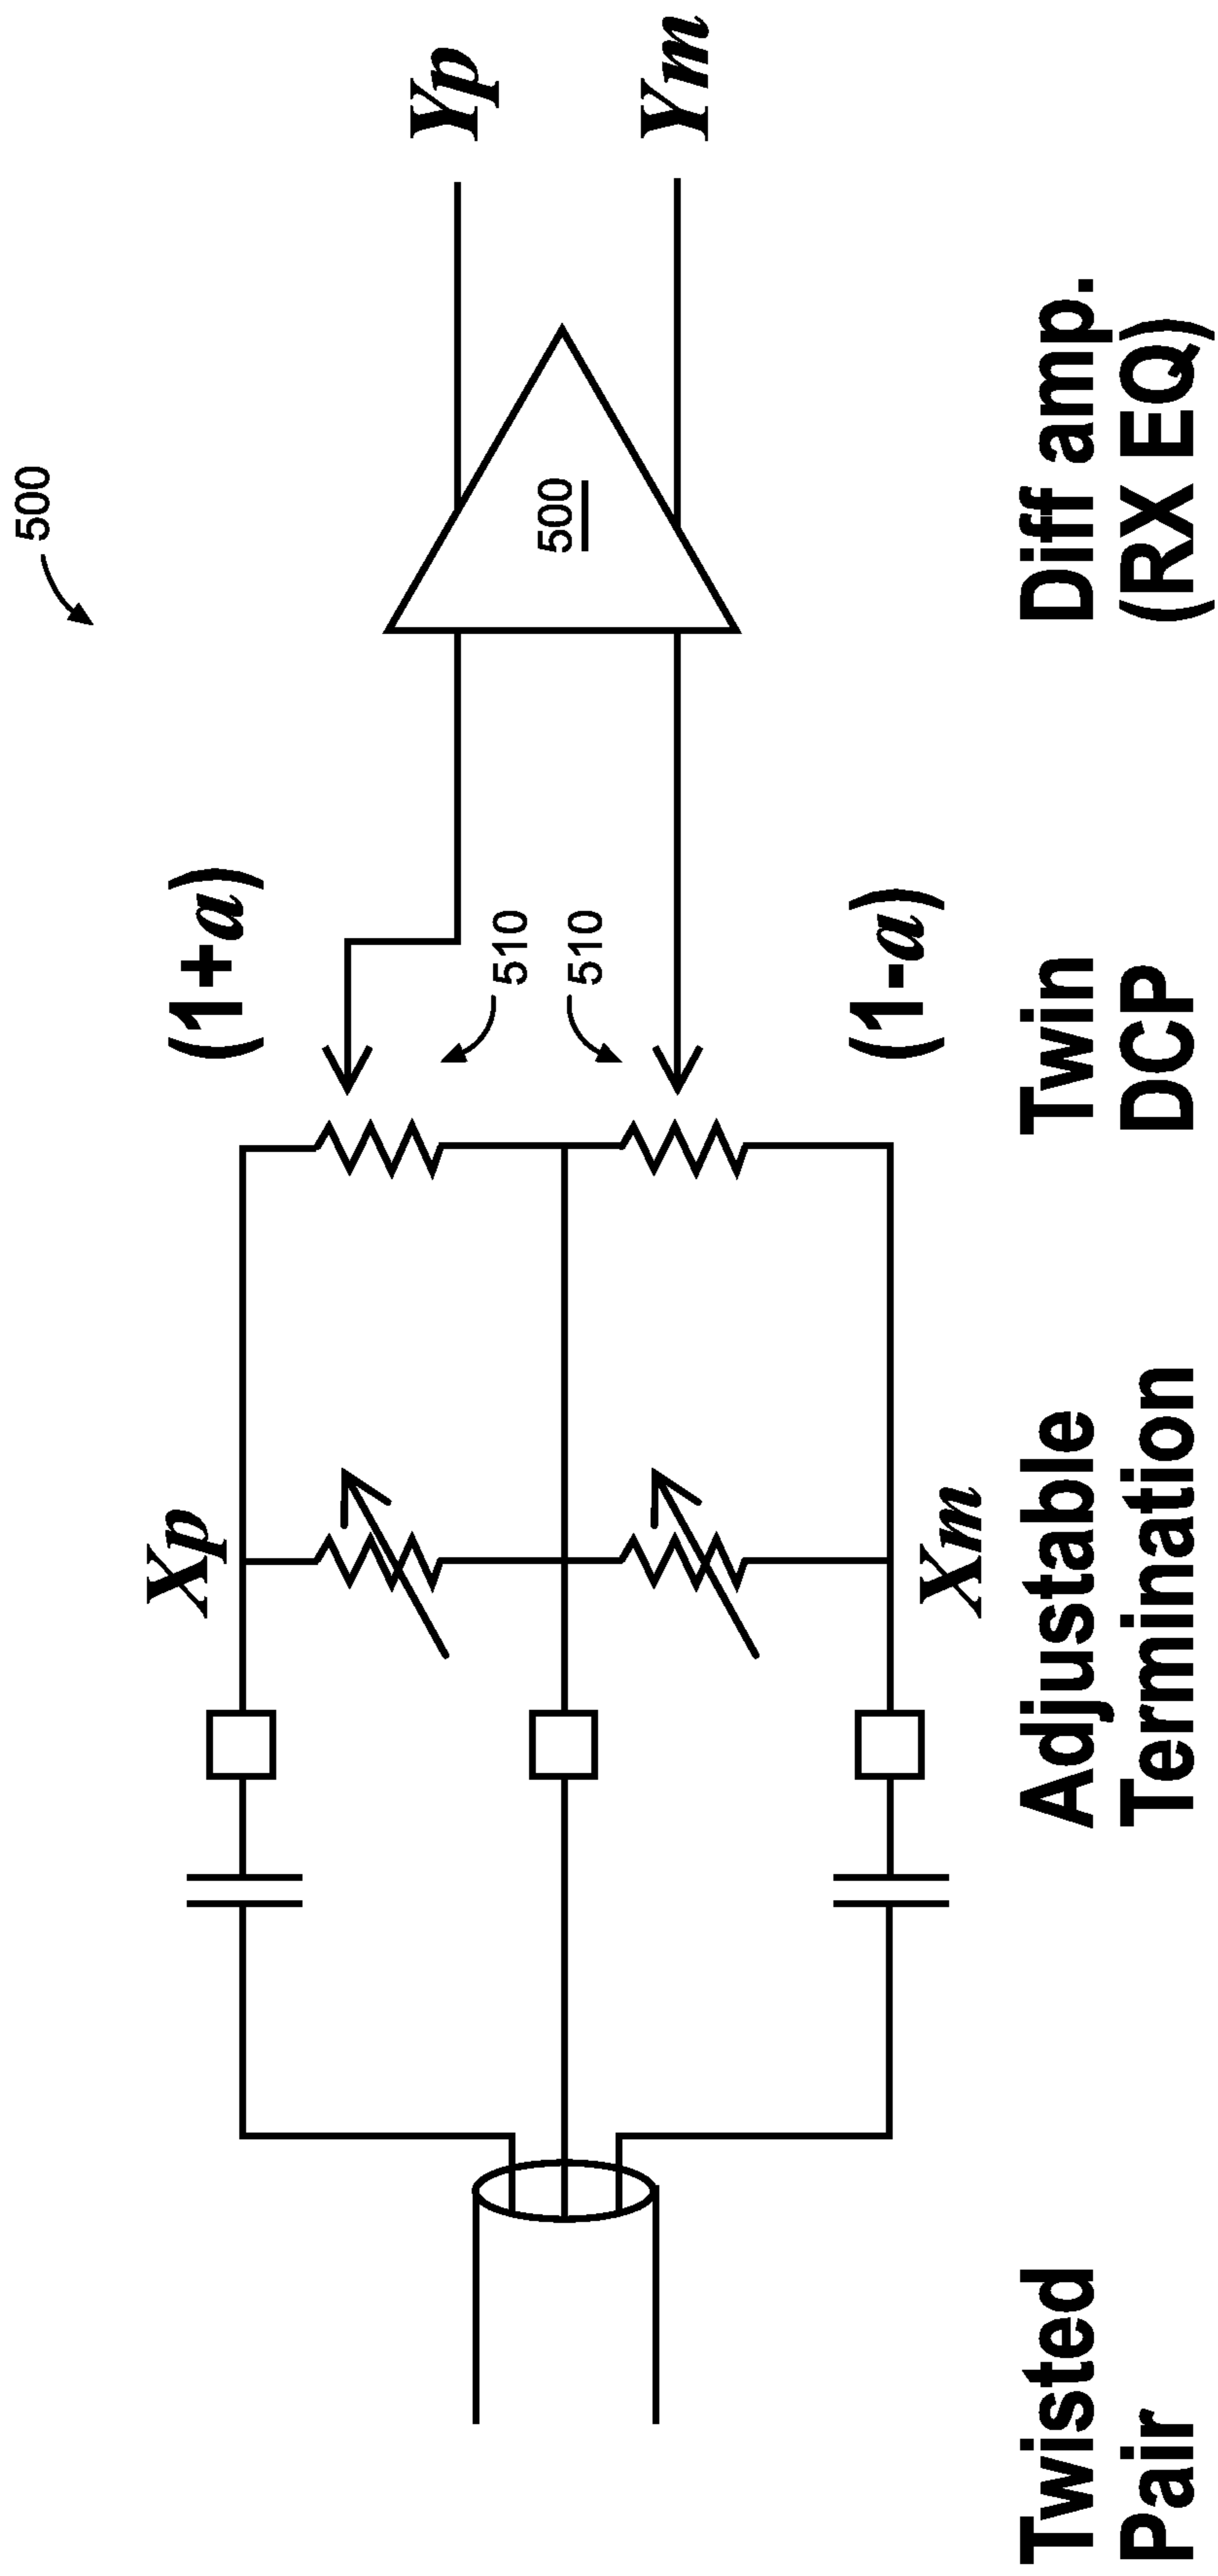 500
(1+a)
Xp
Yp
500
510
510
Ym
(1-a)
Xm
Twisted
Pair
Adjustable
Termination
Twin
DCP
Diff amp.
(RX EQ)